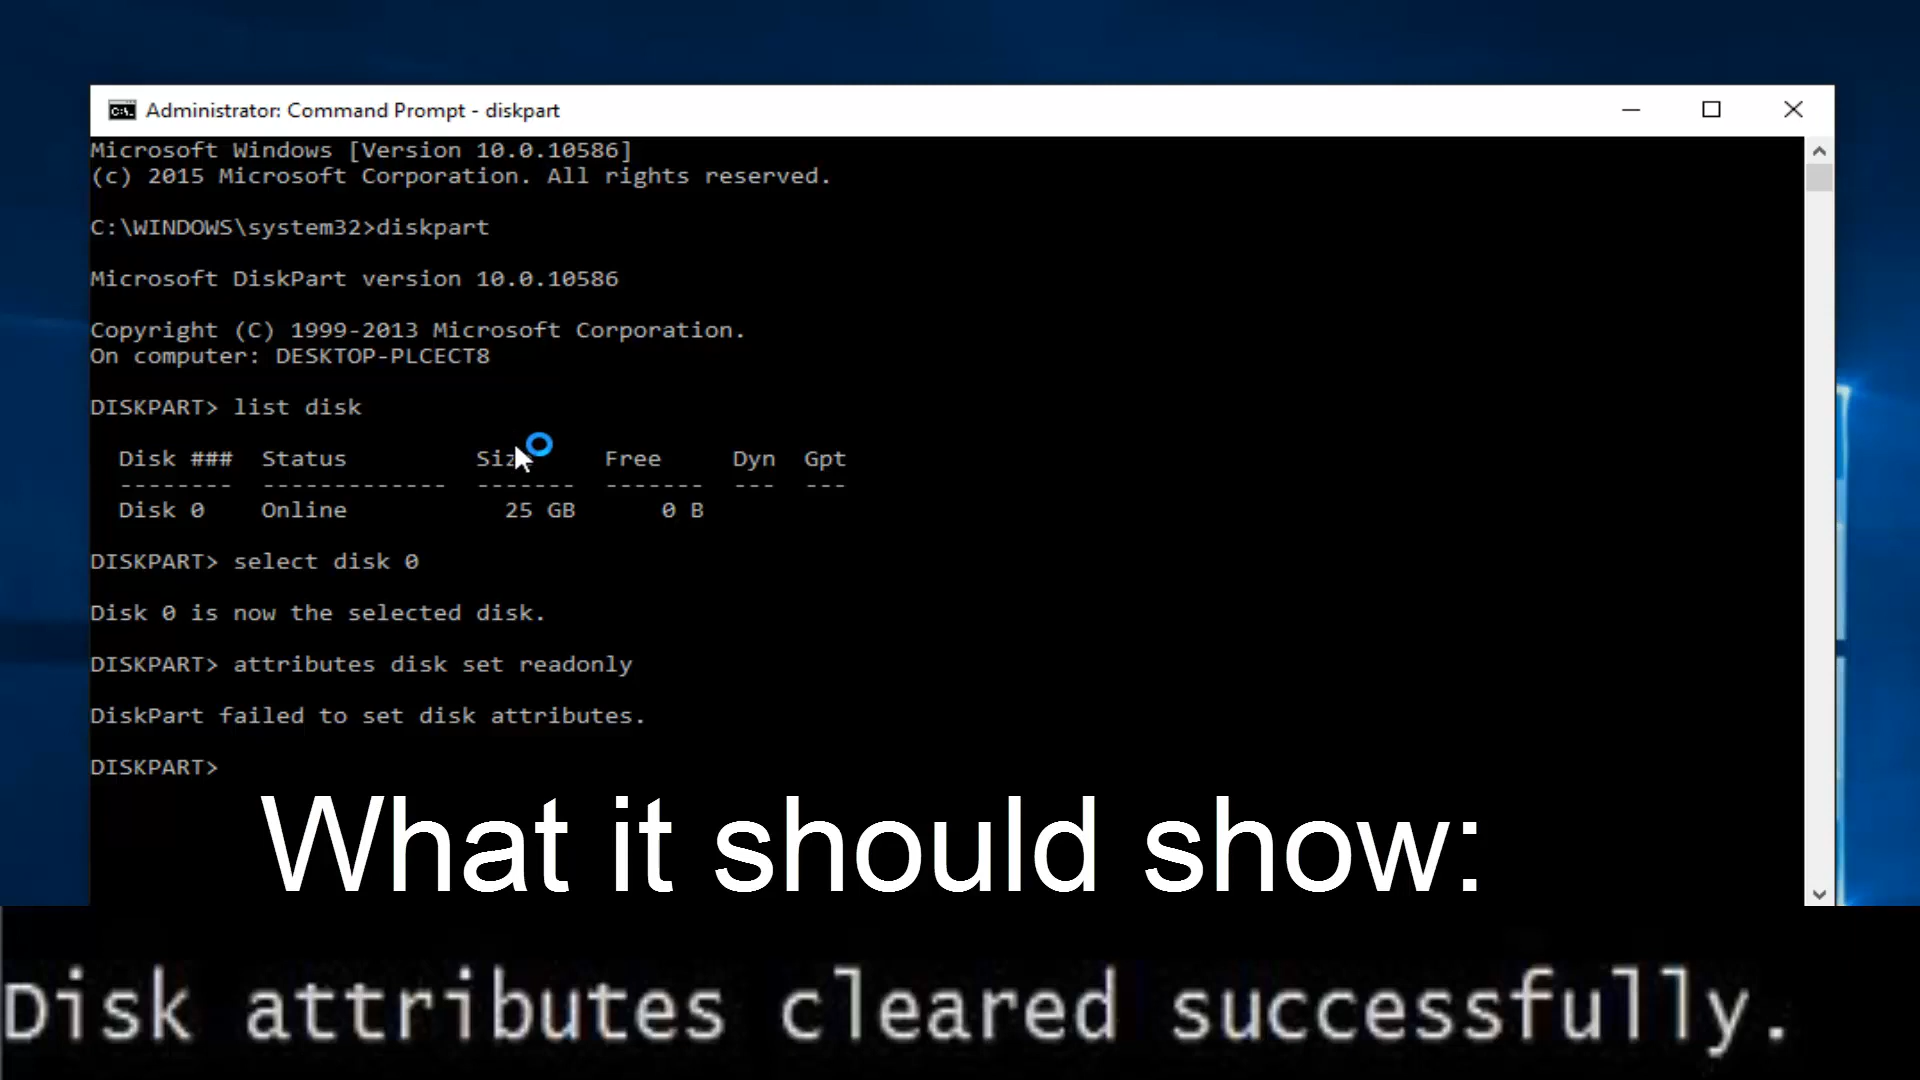 Administrator: Command Prompt - diskpart
Microsoft Windows [Version 10.0.10586]
(c) 2015 Microsoft Corporation. All rights reserved.
C:\WINDOWS\system32>diskpart
Microsoft DiskPart version 10.0.10586
Copyright (C) 1999-2013 Microsoft Corporation.
On computer: DESKTOP-PLCECT8
DISKPART> list disk
Disk ### Status Size Free Dyn Gpt
-------- ------------- ------- ------- --- ---
Disk 0 Online 25 GB 0 B
DISKPART> select disk 0
Disk 0 is now the selected disk.
DISKPART> attributes disk set readonly
DiskPart failed to set disk attributes.
DISKPART>
What it should show:
Disk attributes cleared successfully.